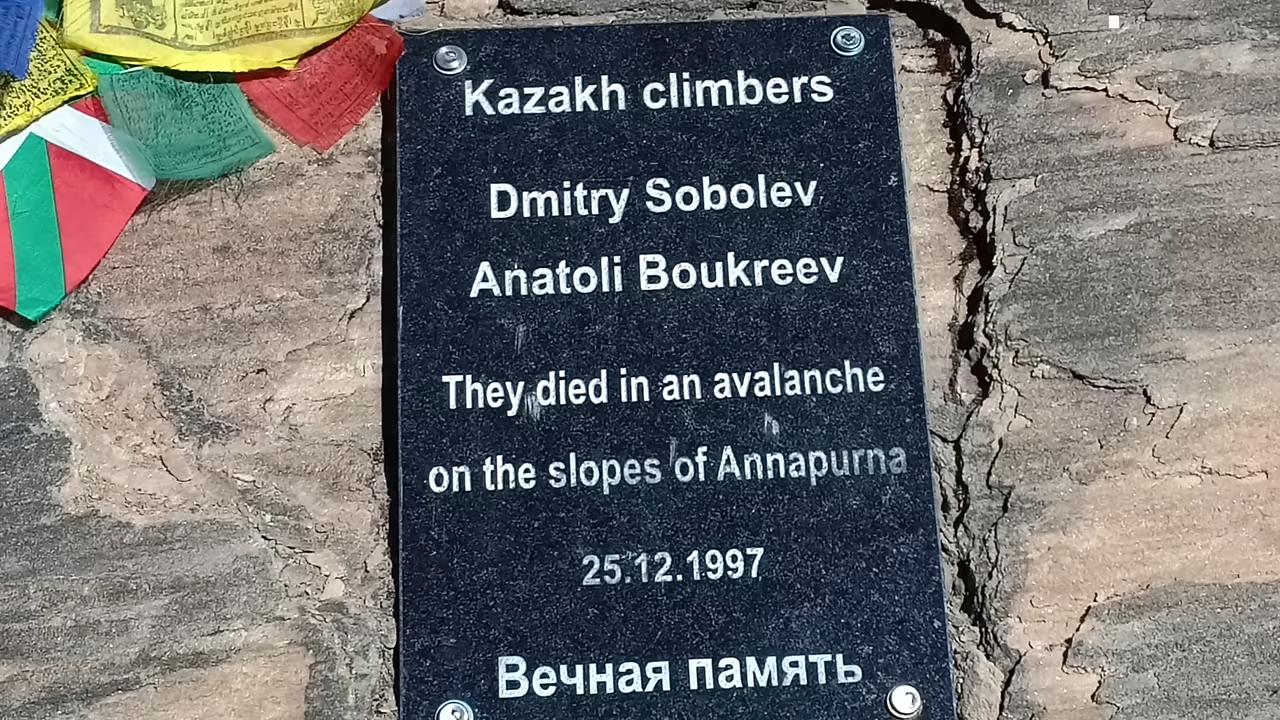 Kazakh climbers
Dmitry Sobolev
Anatoli Boukreev
They died in an avalanche
on the slopes of Annapurna
25.12.1997
Вечная память